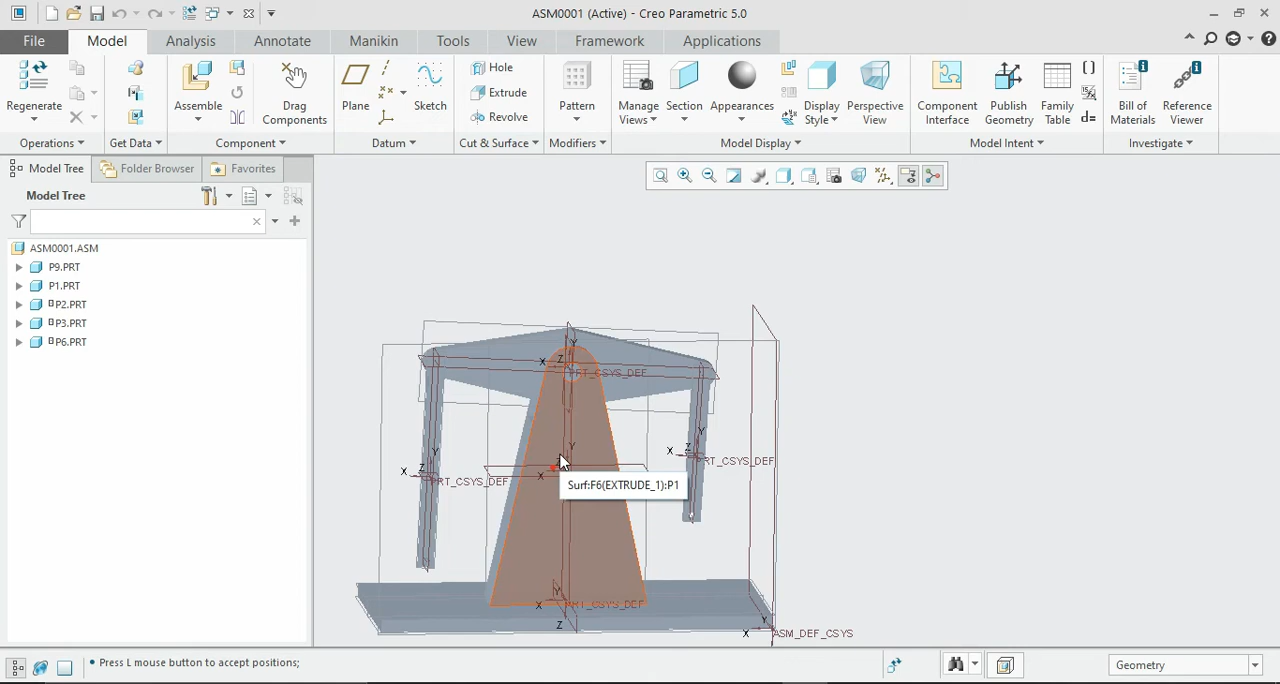 ASM0001 (Active) - Creo Parametric 5.0
File Model Analysis Annotate Manikin Tools View Framework Applications
Regenerate
Assemble
Drag Components
Plane
Sketch
Hole
Extrude
Revolve
Pattern
Manage Views
Section
Appearances
Display Style
Perspective View
Component Interface
Publish Geometry
Family Table
d=
Bill of Materials
Reference Viewer
Operations Get Data Component Datum Cut & Surface Modifiers Model Display Model Intent Investigate
Model Tree Folder Browser Favorites
Model Tree
ASM0001.ASM
P9.PRT
P1.PRT
P2.PRT
P3.PRT
P6.PRT
Y
X Z PRT_CSYS_DEF
Y
Y
Y
X Z PRT_CSYS_DEF
X Z PRT_CSYS_DEF
X
Surf:F6(EXTRUDE_1):P1
Y
X PRT_CSYS_DEF
Z
Y
X ASM_DEF_CSYS
• Press L mouse button to accept positions;
Geometry